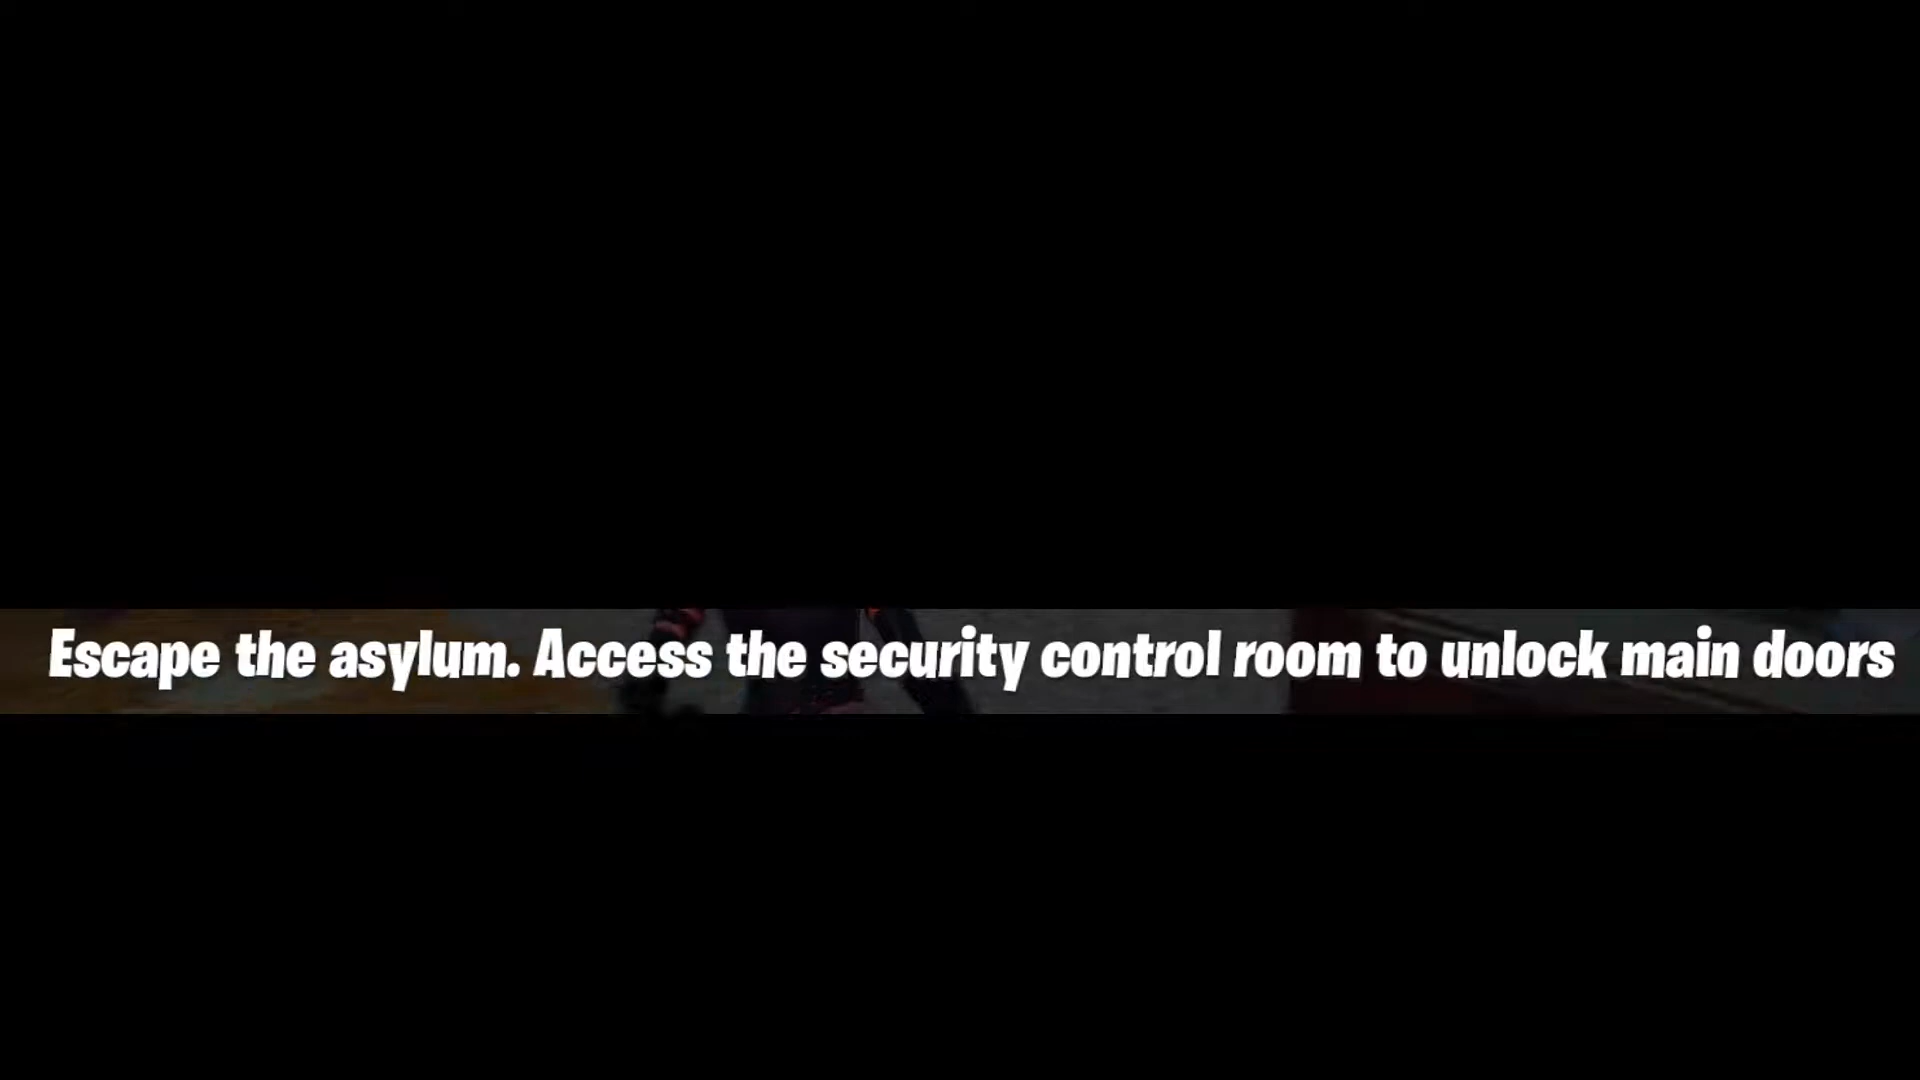 Escape the asylum. Access the security control room to unlock main doors